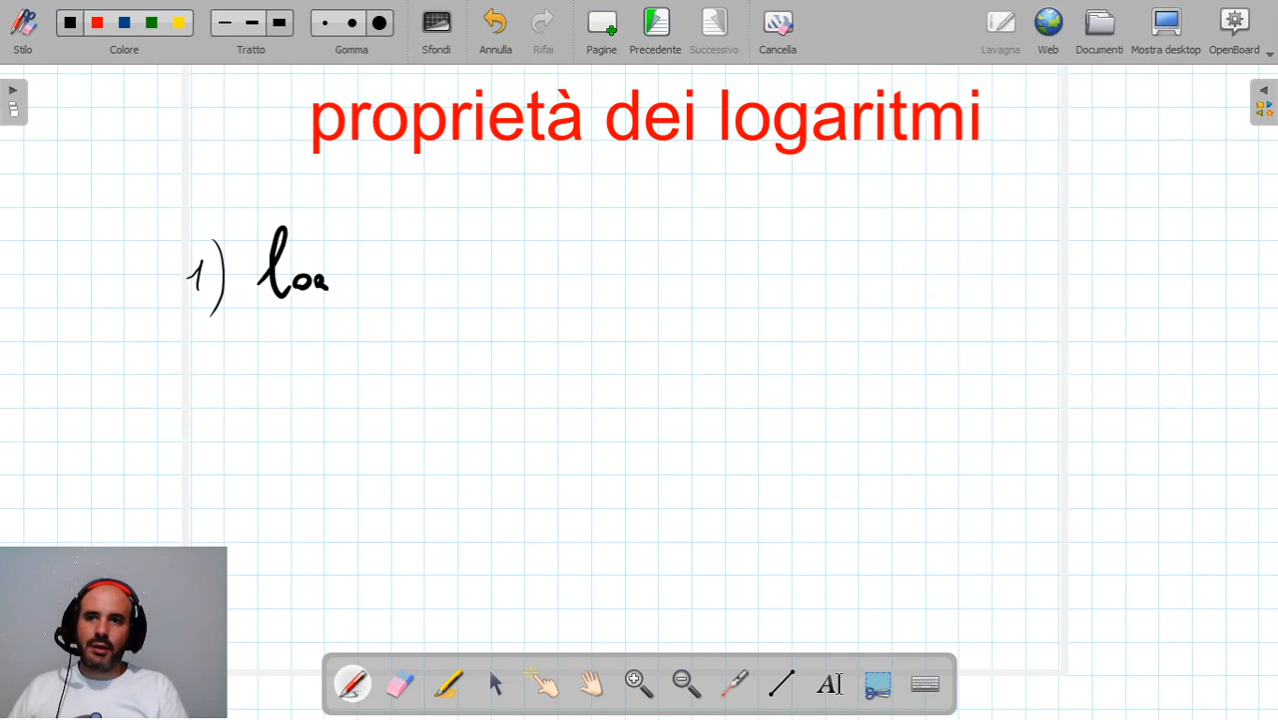 Stilo Colore Tratto Gomma Sfondi Annulla Rifai Pagine Precedente Successivo Cancella Lavagna Web Documenti Mostra desktop OpenBoard
proprietà dei logaritmi
1) loa